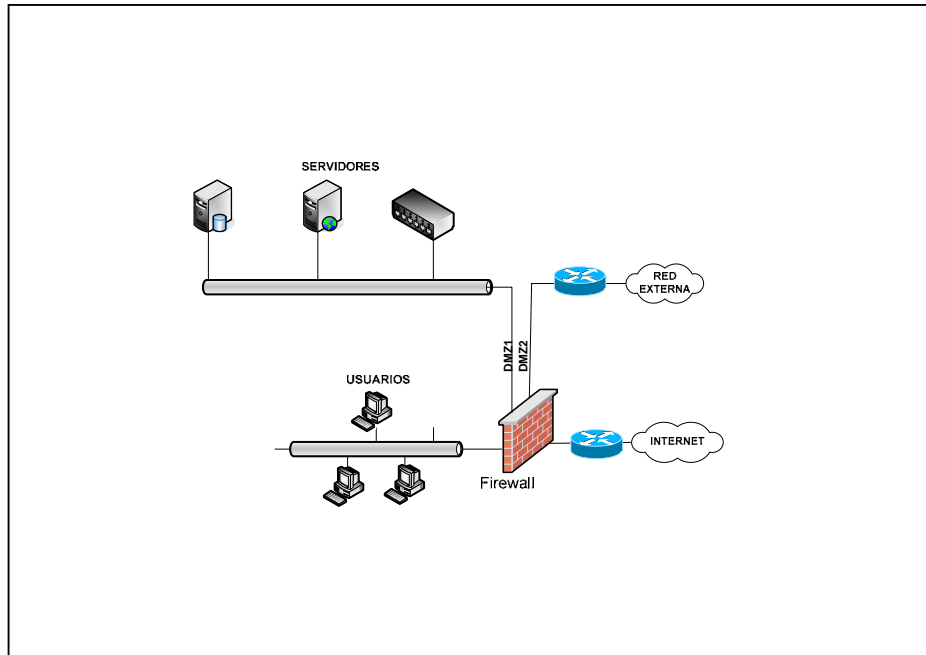 SERVIDORES
RED
EXTERNA
DMZ1
DMZ2
USUARIOS
INTERNET
Firewall